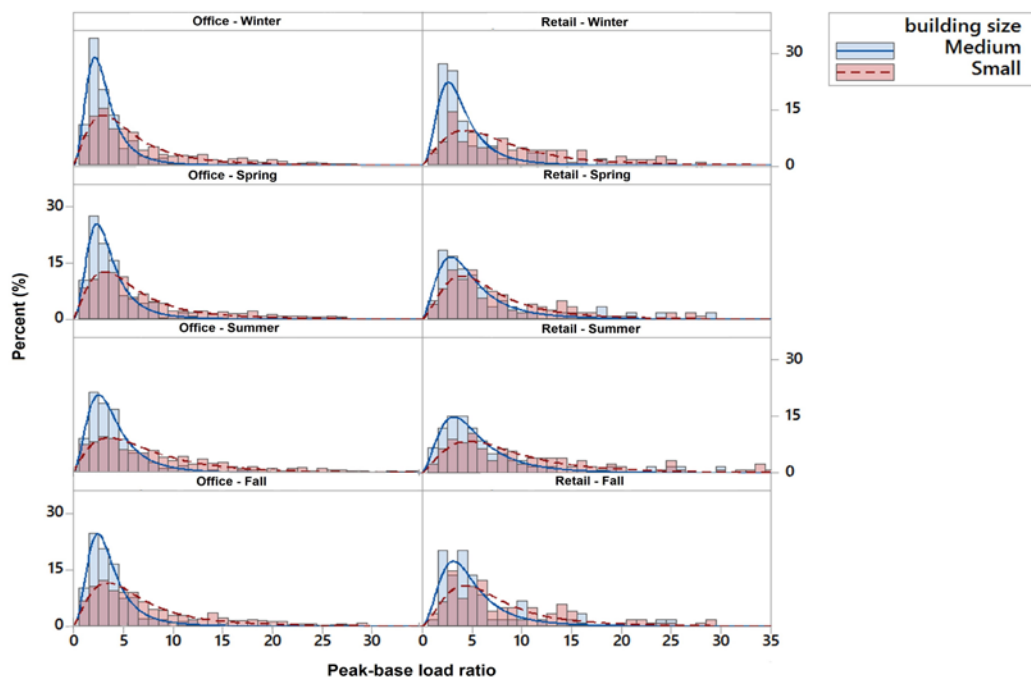 Office - Winter Retail - Winter
building size
Medium
Small
30
15
0
Office - Spring Retail - Spring
30
15
0
Office - Summer Retail - Summer
30
15
0
Office - Fall Retail - Fall
30
15
0
0 5 10 15 20 25 30 0 5 10 15 20 25 30 35
Percent (%)
Peak-base load ratio